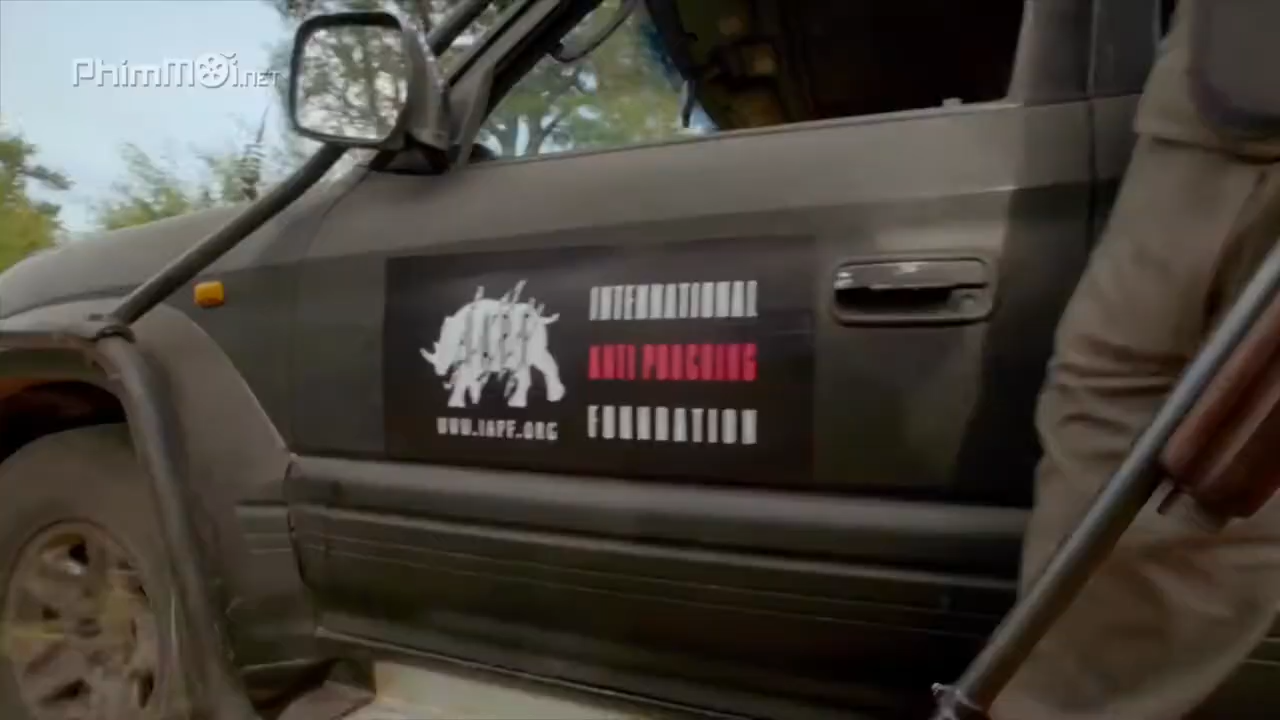 PhimMoi.NET
INTERNATIONAL
ANTI POACHING
FOUNDATION
WWW.IAPF.ORG